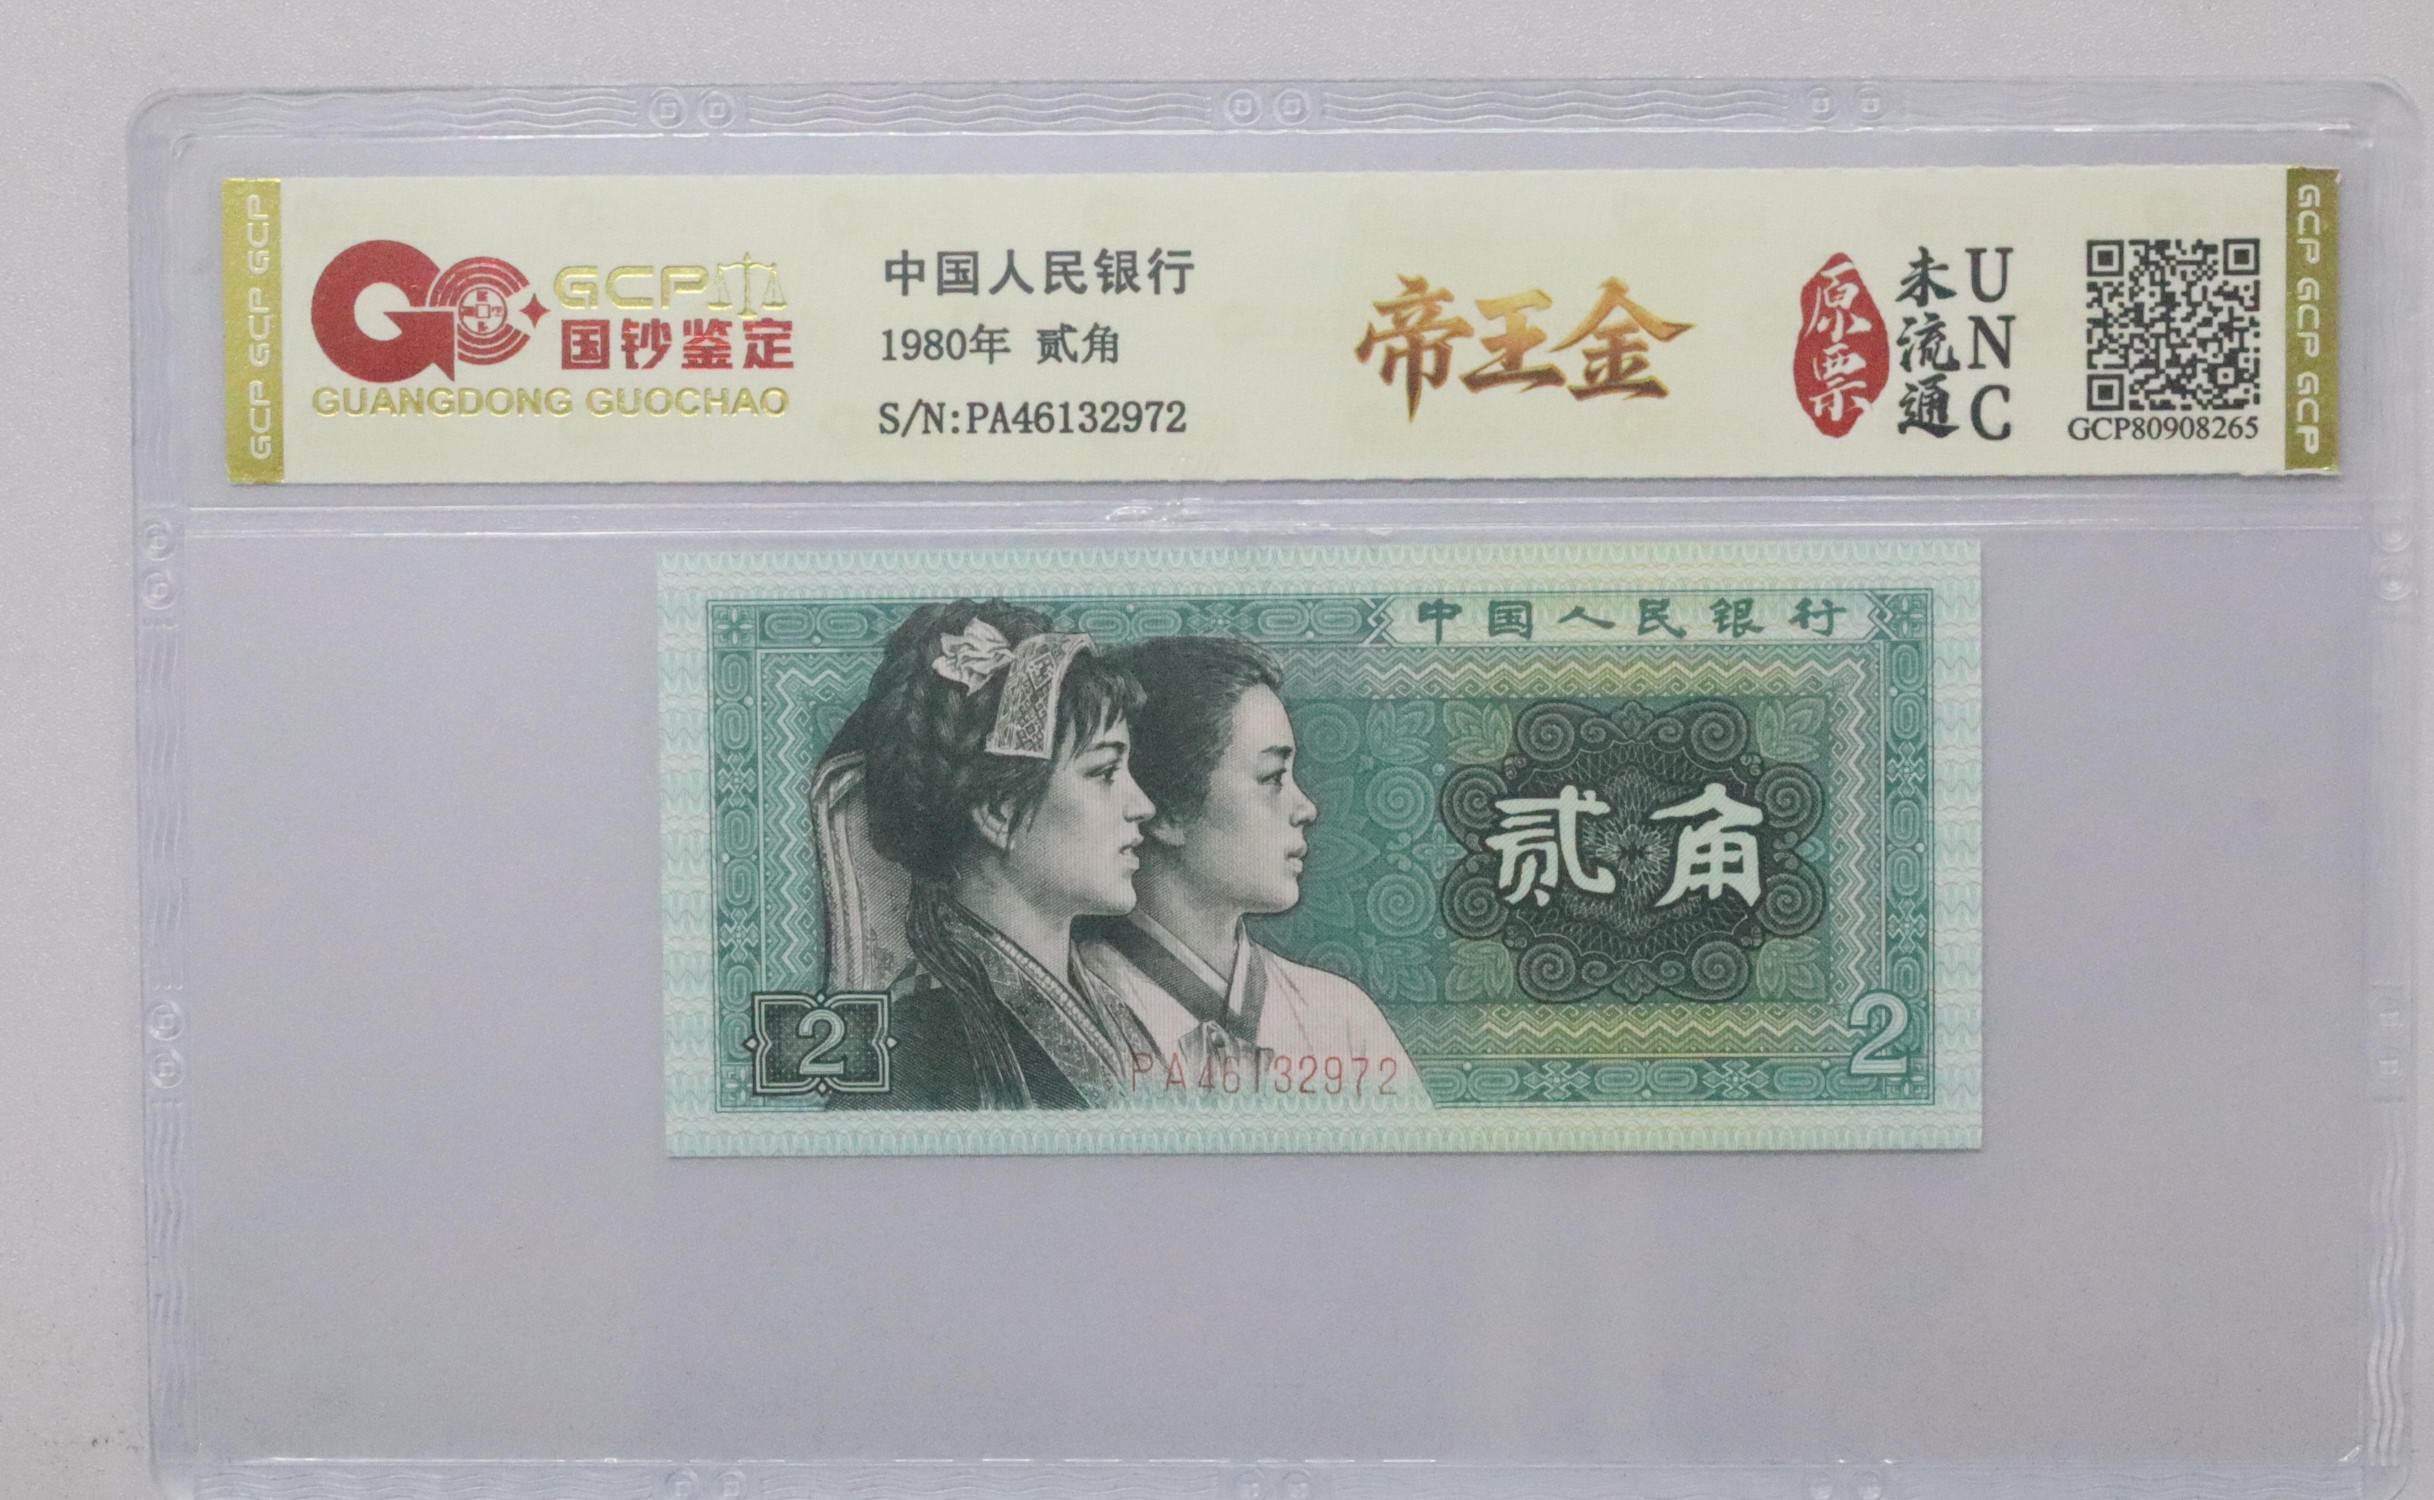 GCP GCP GCP
GCP
国钞鉴定
GUANGDONG GUOCHAO
中国人民银行
1980年 贰角
S/N:PA46132972
帝王金
原票
未流通
UNC
GCP80908265
GCP GCP GCP
中国人民银行
贰角
2
PA46132972
2